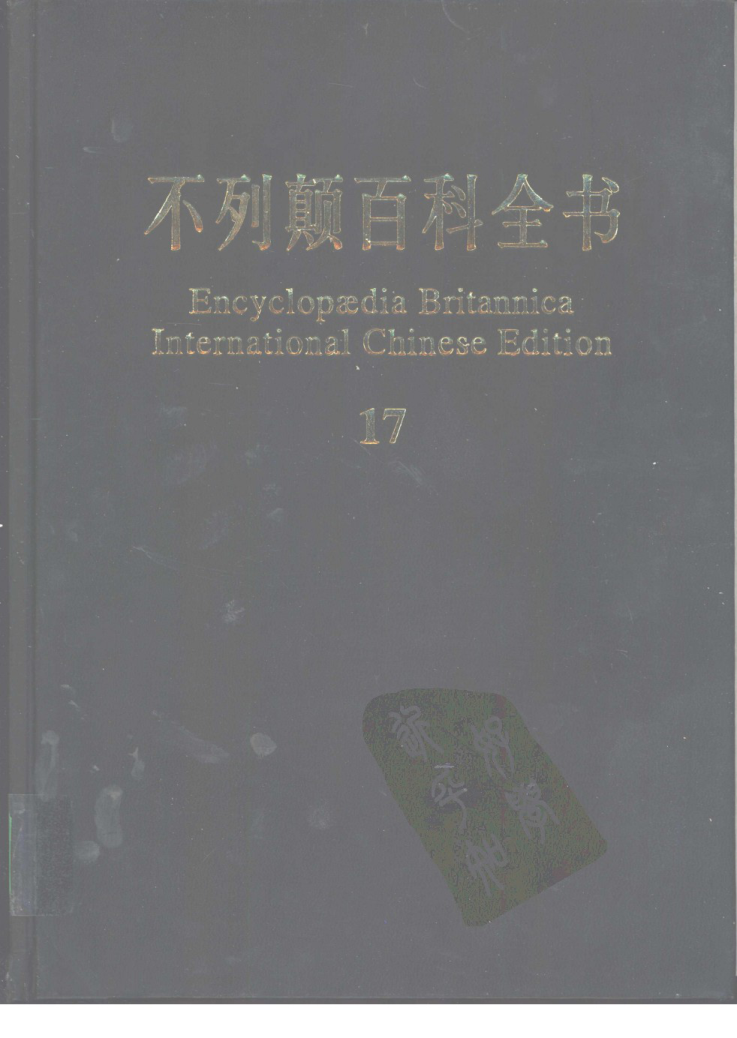 不列颠百科全书
Encyclopædia Britannica
International Chinese Edition
17